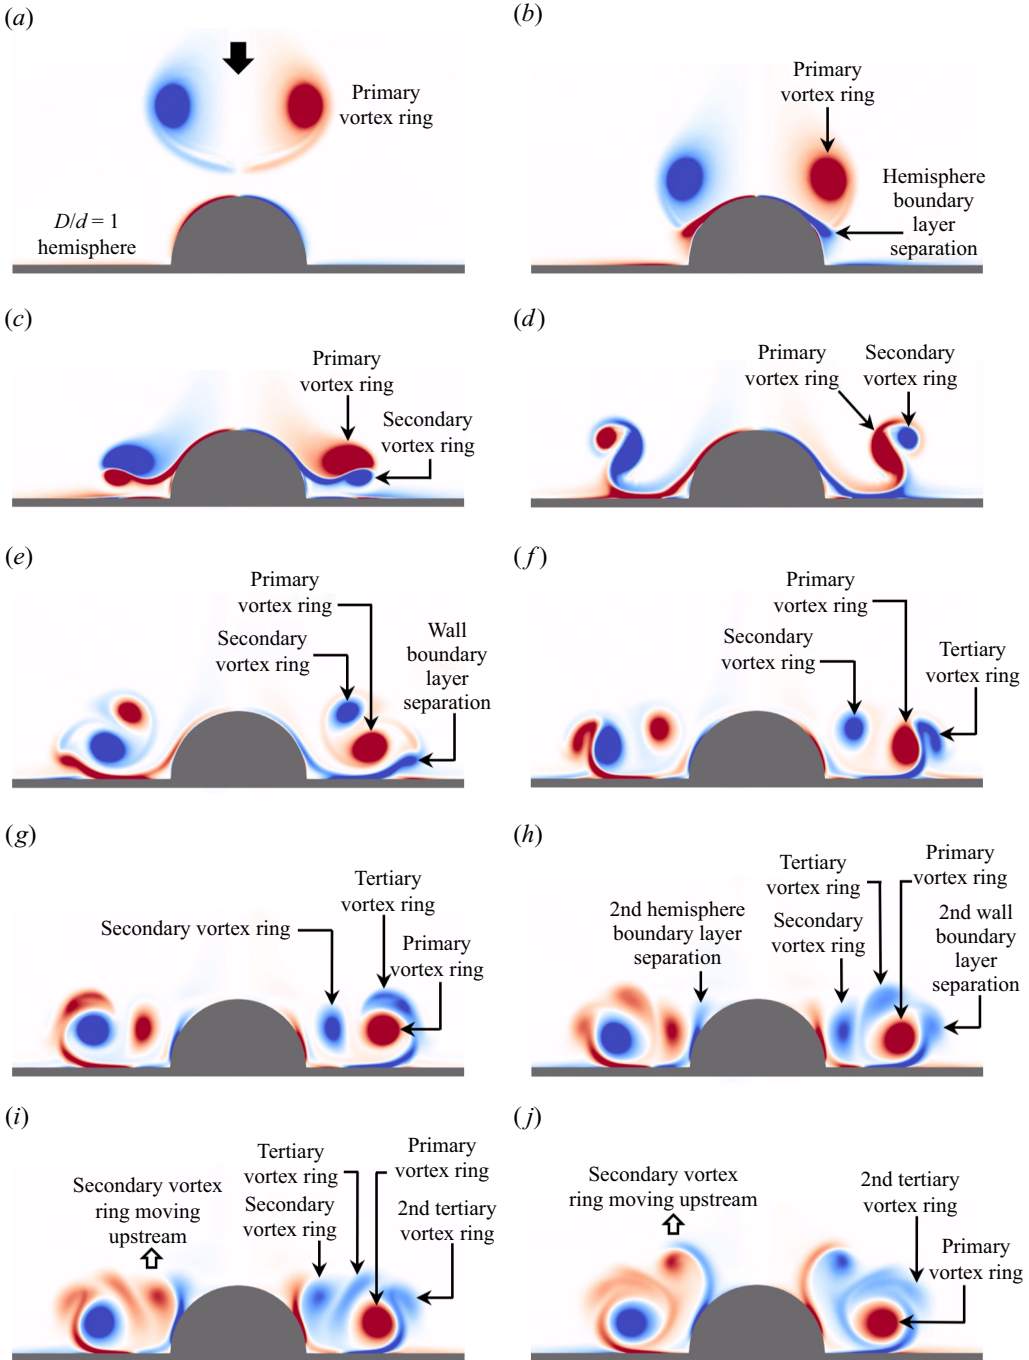 (a)
Primary
vortex ring
D/d = 1
hemisphere
(b)
Primary
vortex ring
Hemisphere
boundary
layer
separation
(c)
Primary
vortex ring
Secondary
vortex ring
(d)
Primary
vortex ring
Secondary
vortex ring
(e)
Primary
vortex ring
Secondary
vortex ring
Wall
boundary
layer
separation
(f)
Primary
vortex ring
Secondary
vortex ring
Tertiary
vortex ring
(g)
Tertiary
vortex ring
Secondary vortex ring
Primary
vortex ring
(h)
Primary
vortex ring
Tertiary
vortex ring
2nd hemisphere
boundary layer
separation
Secondary
vortex ring
2nd wall
boundary
layer
separation
(i)
Primary
vortex ring
Tertiary
vortex ring
Secondary vortex
ring moving
upstream
Secondary
vortex ring
2nd tertiary
vortex ring
(j)
Secondary vortex
ring moving upstream
2nd tertiary
vortex ring
Primary
vortex ring